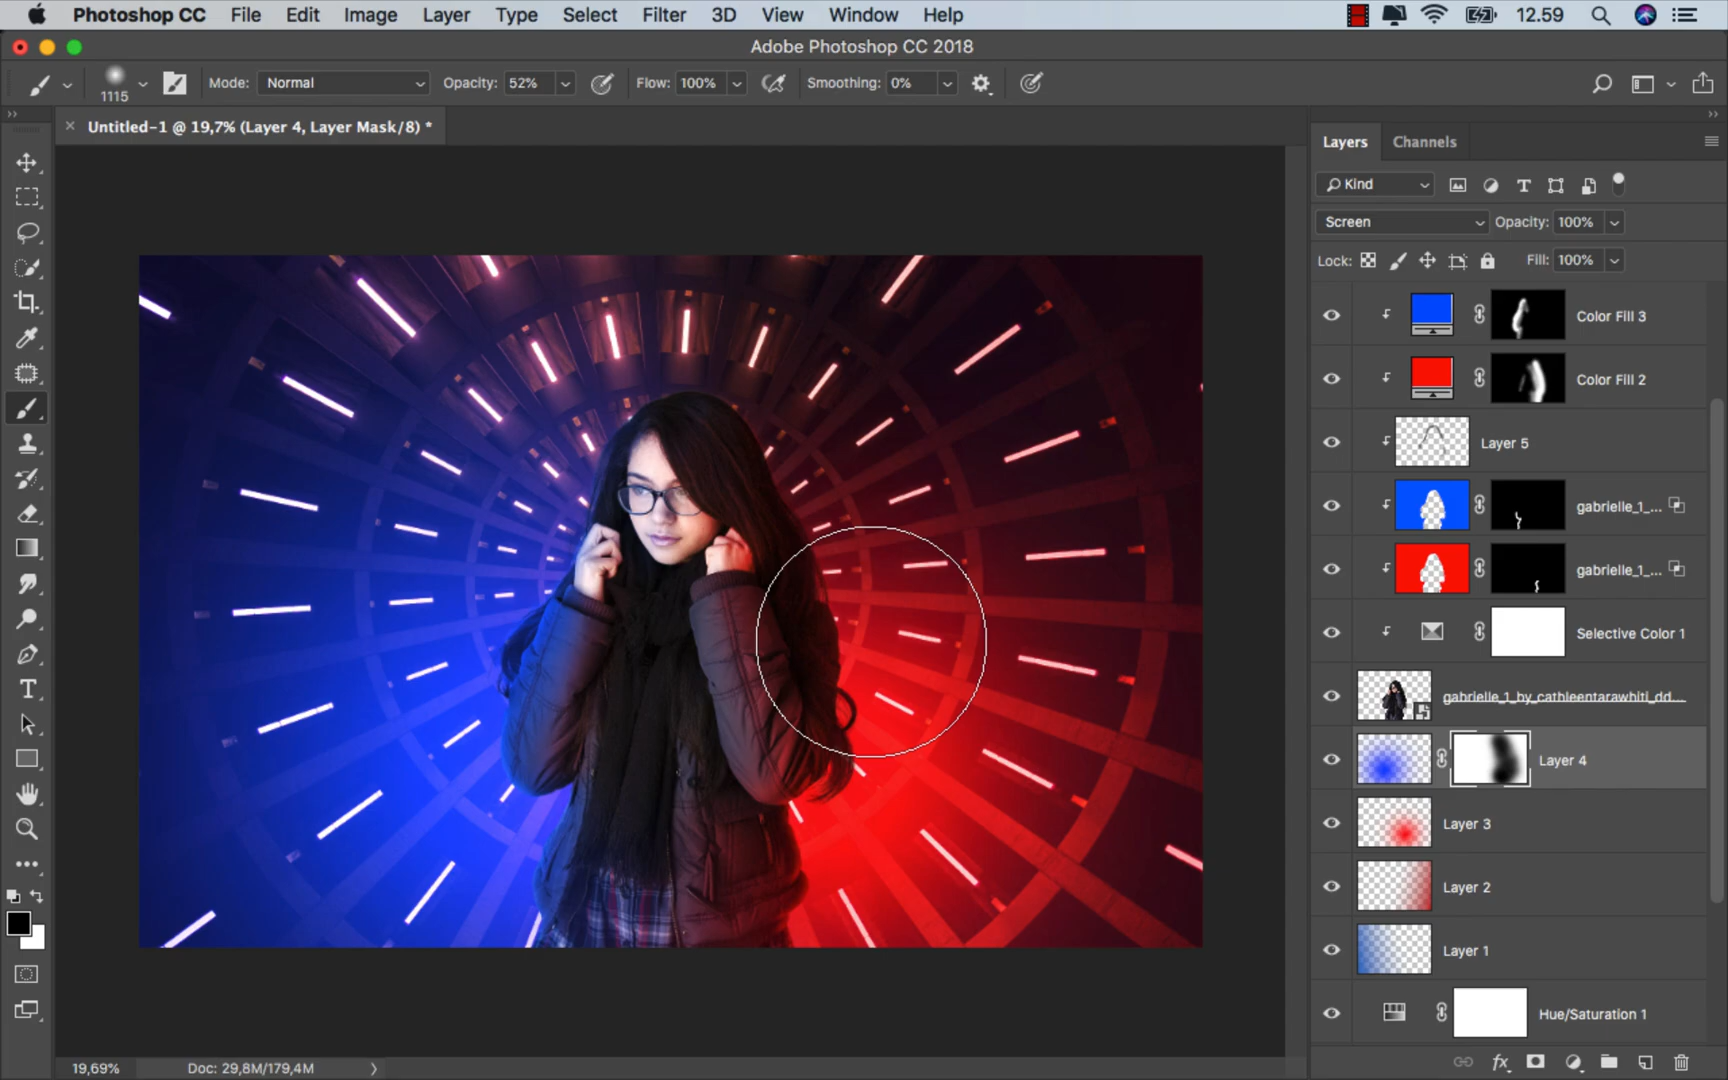 Photoshop CC File Edit Image Layer Type Select Filter 3D View Window Help 12.59
Adobe Photoshop CC 2018
1115 Mode: Normal Opacity: 52% Flow: 100% Smoothing: 0%
× Untitled-1 @ 19,7% (Layer 4, Layer Mask/8) *
Layers Channels
Kind
Screen Opacity: 100%
Lock: Fill: 100%
Color Fill 3
Color Fill 2
Layer 5
gabrielle_1_...
gabrielle_1_...
Selective Color 1
gabrielle_1_by_cathleentarawhiti_dd...
Layer 4
Layer 3
Layer 2
Layer 1
Hue/Saturation 1
19,69% Doc: 29,8M/179,4M